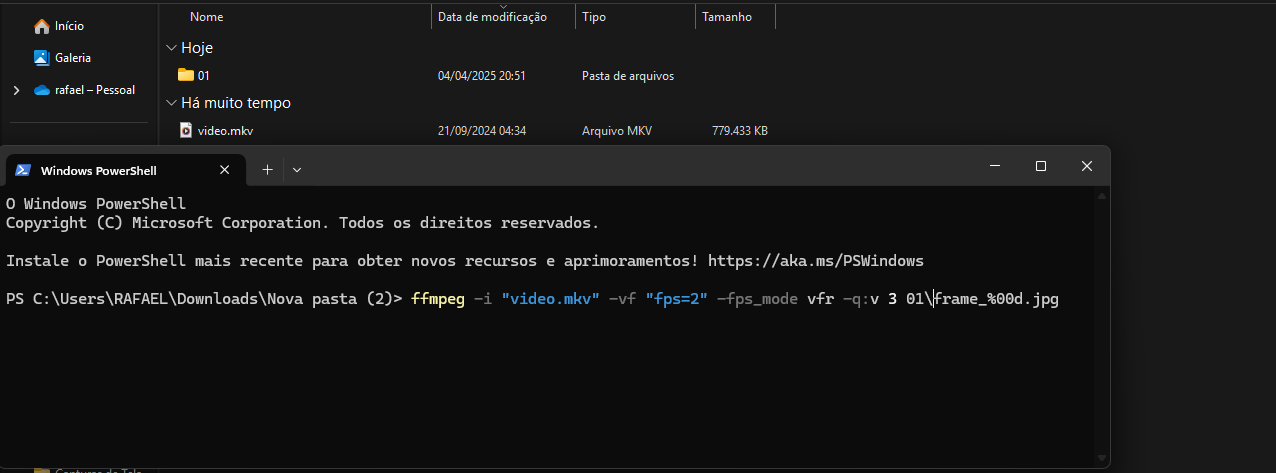 Nome Data de modificação Tipo Tamanho
Início
Galeria
rafael – Pessoal
Hoje
01 04/04/2025 20:51 Pasta de arquivos
Há muito tempo
video.mkv 21/09/2024 04:34 Arquivo MKV 779.433 KB
Windows PowerShell
O Windows PowerShell
Copyright (C) Microsoft Corporation. Todos os direitos reservados.
Instale o PowerShell mais recente para obter novos recursos e aprimoramentos! https://aka.ms/PSWindows
PS C:\Users\RAFAEL\Downloads\Nova pasta (2)> ffmpeg -i "video.mkv" -vf "fps=2" -fps_mode vfr -q:v 3 01\frame_%00d.jpg